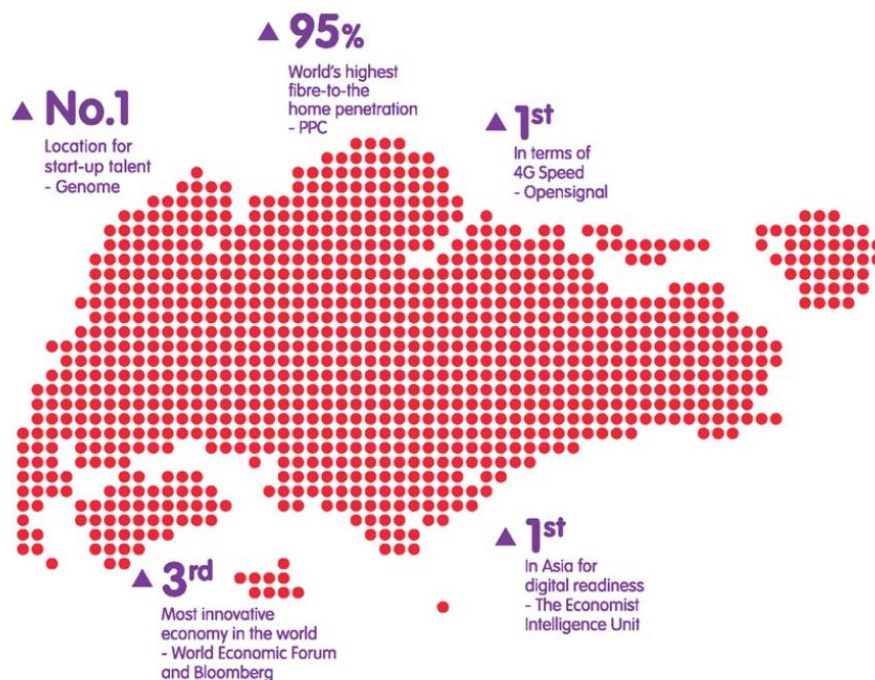 95%
World's highest
fibre-to-the
home penetration
- PPC
No.1
Location for
start-up talent
- Genome
1st
In terms of
4G Speed
- Opensignal
1st
In Asia for
digital readiness
- The Economist
Intelligence Unit
3rd
Most innovative
economy in the world
- World Economic Forum
and Bloomberg